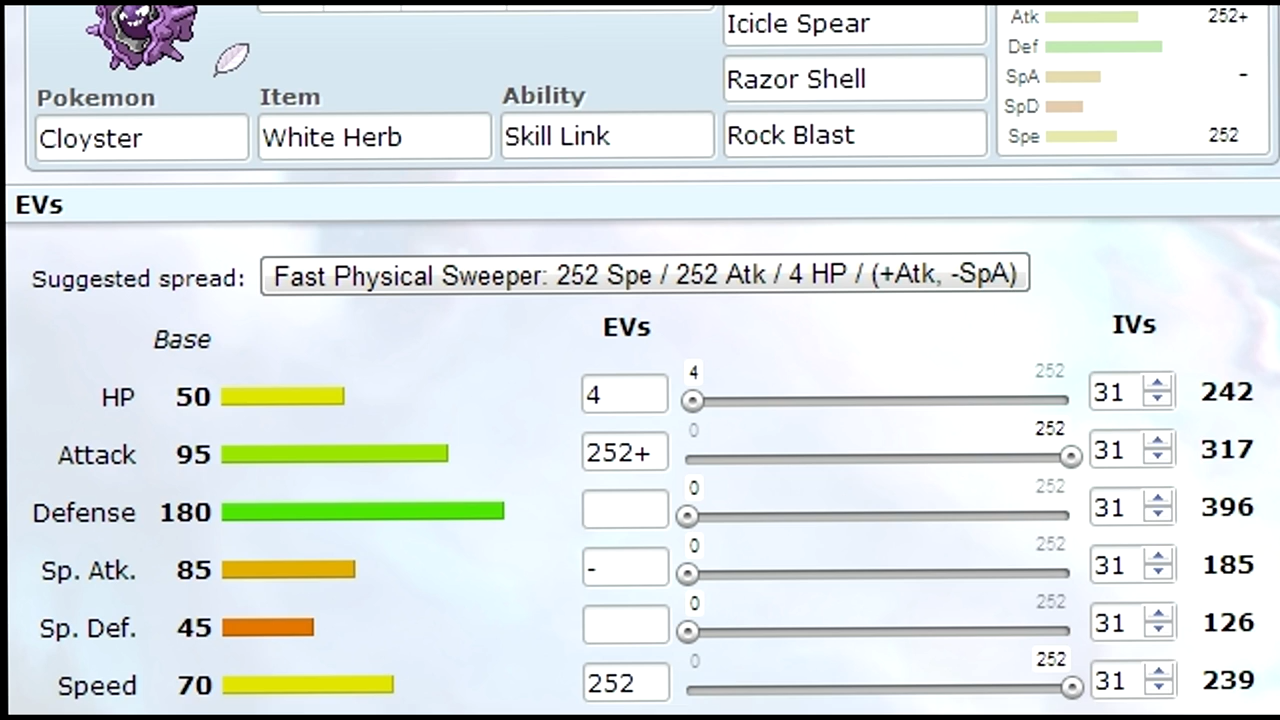 Icicle Spear
Razor Shell
Rock Blast
Atk 252+
Def
SpA -
SpD
Spe 252
Pokemon Item Ability
Cloyster White Herb Skill Link
EVs
Suggested spread: Fast Physical Sweeper: 252 Spe / 252 Atk / 4 HP / (+Atk, -SpA)
Base EVs IVs
HP 50 4 4 252 31 242
Attack 95 252+ 0 252 31 317
Defense 180 0 252 31 396
Sp. Atk. 85 - 0 252 31 185
Sp. Def. 45 0 252 31 126
Speed 70 252 0 252 31 239